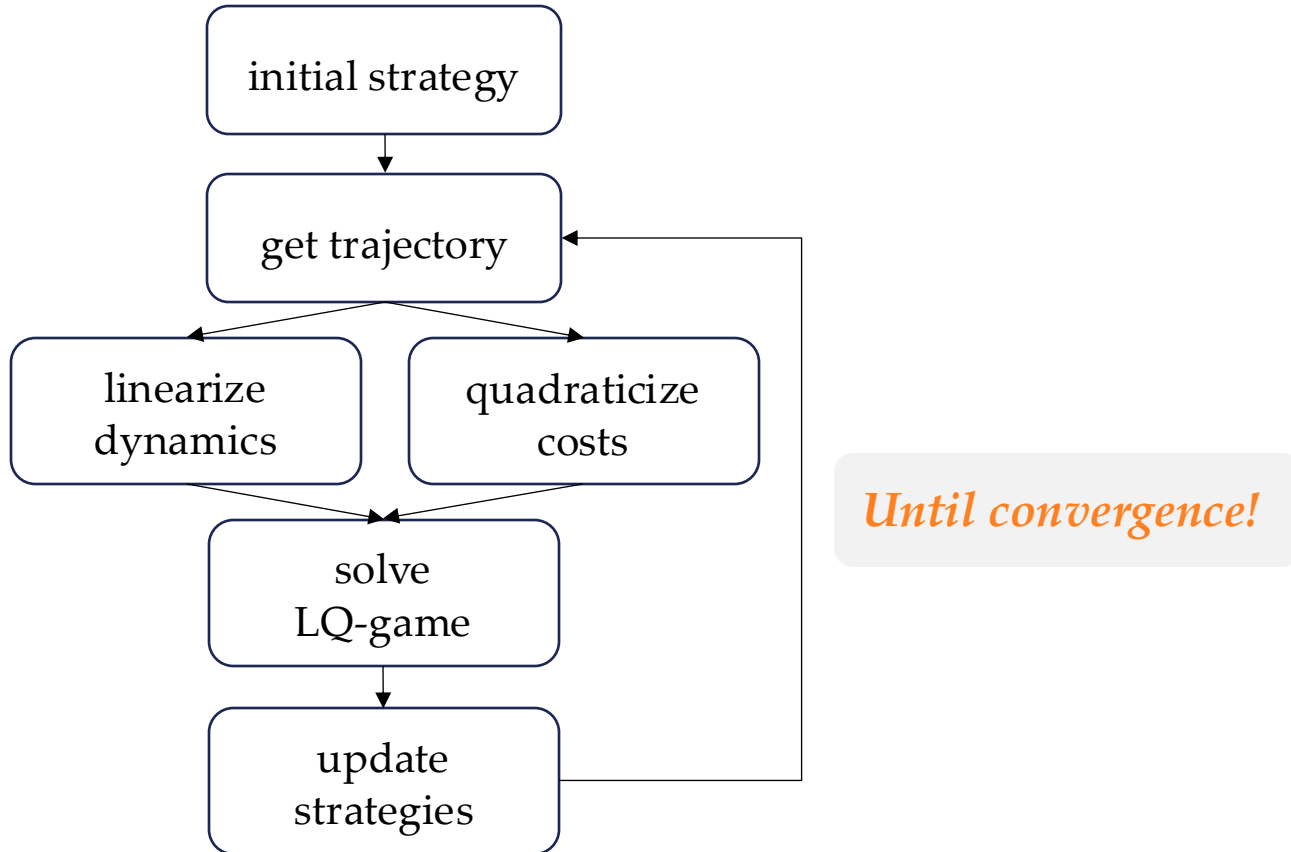 initial strategy
get trajectory
linearize
dynamics
quadraticize
costs
Until convergence!
solve
LQ-game
update
strategies